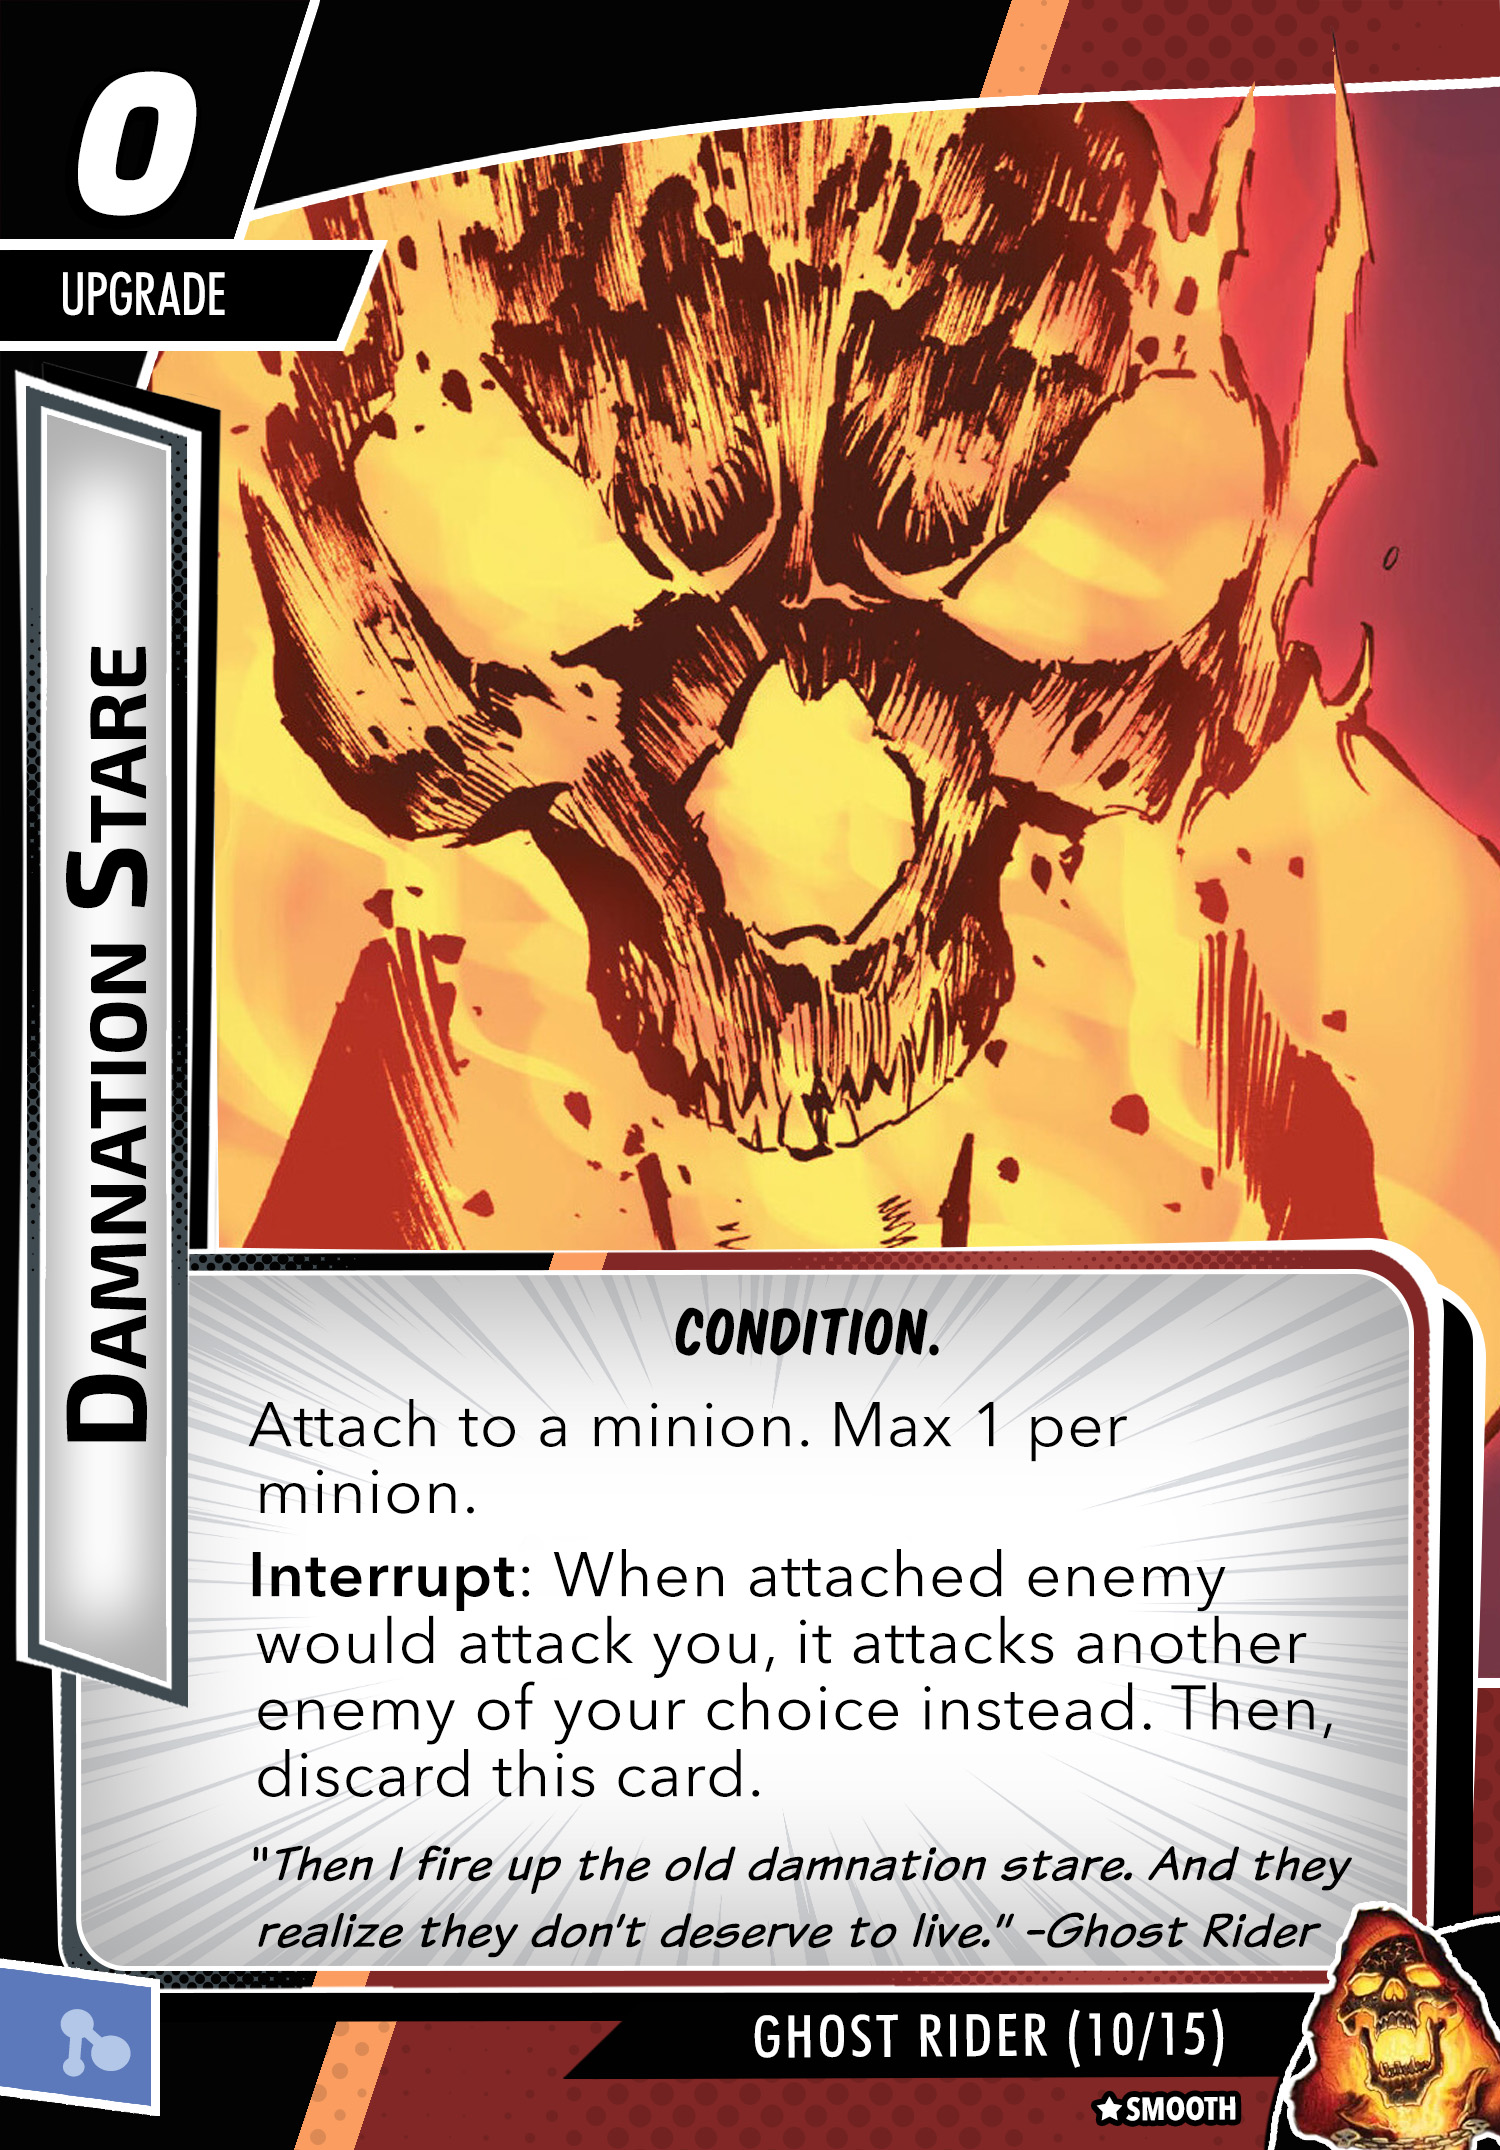 0
UPGRADE
DAMNATION STARE
CONDITION.
Attach to a minion. Max 1 per
minion.
Interrupt: When attached enemy
would attack you, it attacks another
enemy of your choice instead. Then,
discard this card.
"Then I fire up the old damnation stare. And they
realize they don't deserve to live." -Ghost Rider
GHOST RIDER (10/15)
★SMOOTH